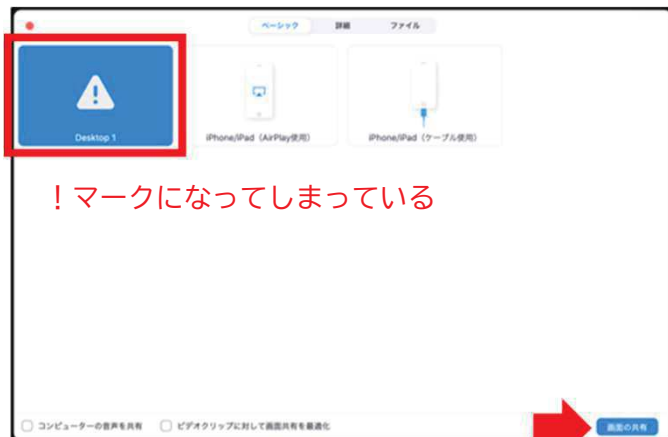 ベーシック 詳細 ファイル
Desktop 1 iPhone/iPad（AirPlay使用） iPhone/iPad（ケーブル使用）
！マークになってしまっている
コンピューターの音声を共有 ビデオクリップに対して画面共有を最適化 画面の共有